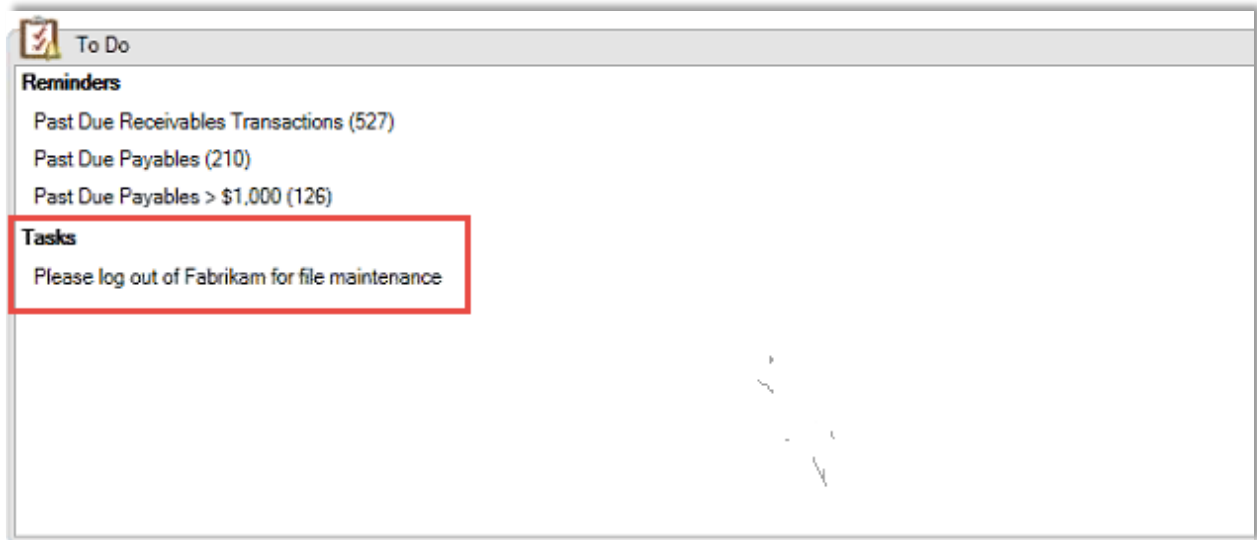 To Do
Reminders
Past Due Receivables Transactions (527)
Past Due Payables (210)
Past Due Payables > $1,000 (126)
Tasks
Please log out of Fabrikam for file maintenance